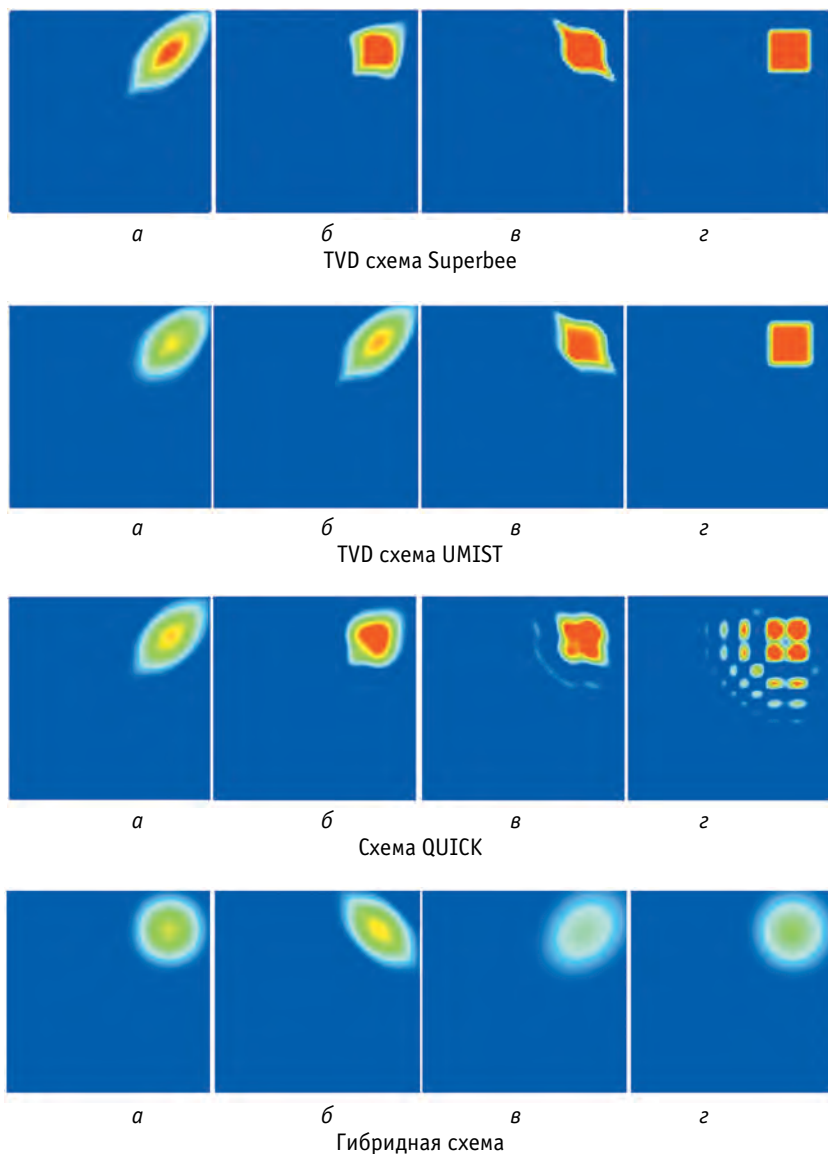 а б в г
TVD схема Superbee
а б в г
TVD схема UMIST
а б в г
Схема QUICK
а б в г
Гибридная схема